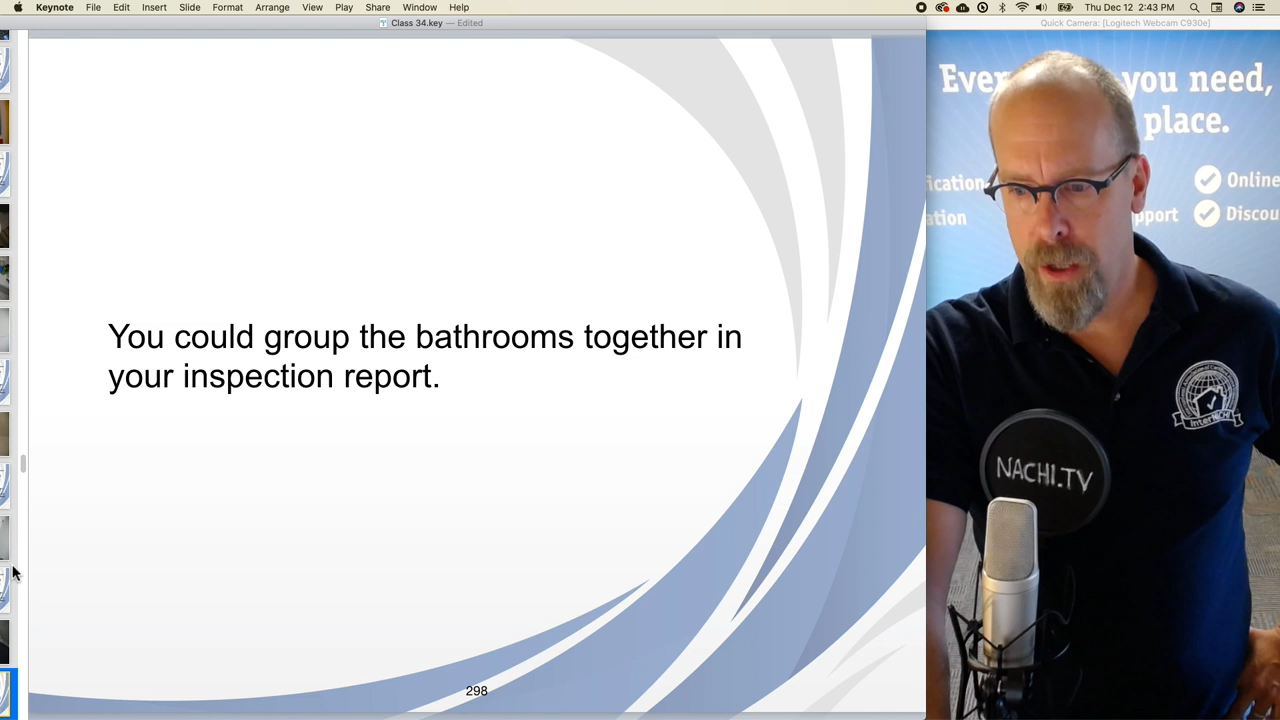 Keynote File Edit Insert Slide Format Arrange View Play Share Window Help Thu Dec 12 2:43 PM
Class 34.key — Edited
Quick Camera: [Logitech Webcam C930e]
you need,
place.
Online
pport
You could group the bathrooms together in
your inspection report.
InterNACHI
NACHI.TV
298